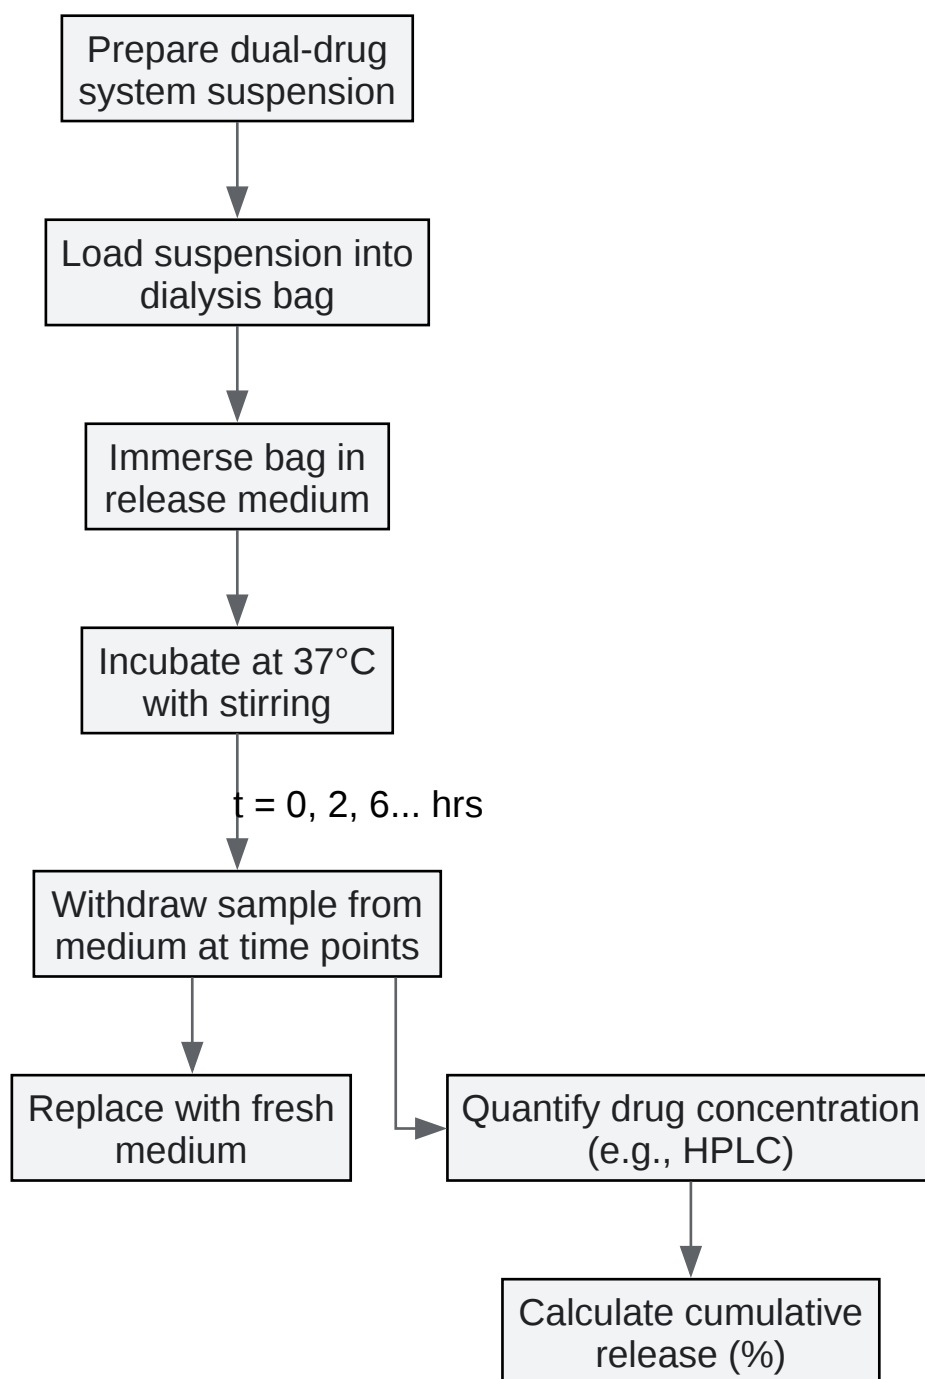 Prepare dual-drug
system suspension
Load suspension into
dialysis bag
Immerse bag in
release medium
Incubate at 37°C
with stirring
t = 0, 2, 6... hrs
Withdraw sample from
medium at time points
Replace with fresh
medium
Quantify drug concentration
(e.g., HPLC)
Calculate cumulative
release (%)